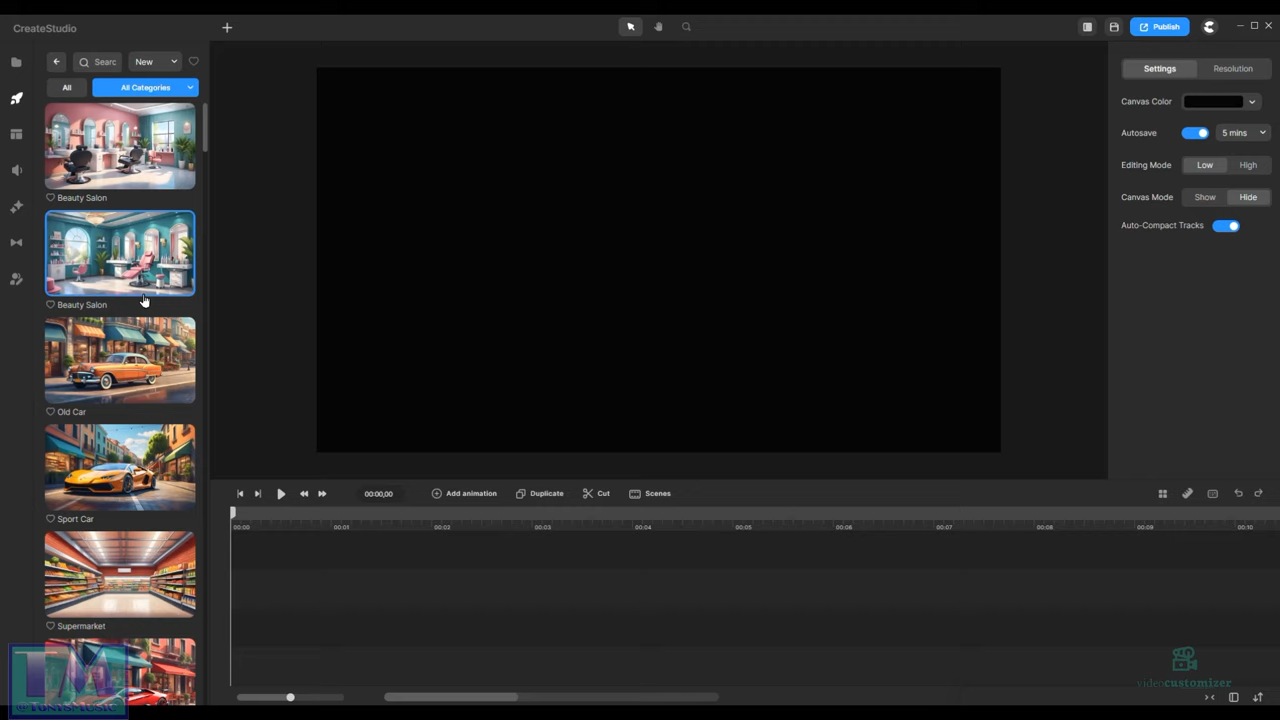 CreateStudio
Publish
Searc
New
All
All Categories
Beauty Salon
Beauty Salon
Old Car
Sport Car
Supermarket
Settings
Resolution
Canvas Color
Autosave
5 mins
Editing Mode
Low
High
Canvas Mode
Show
Hide
Auto-Compact Tracks
00:00,00
Add animation
Duplicate
Cut
Scenes
00:00
00:01
00:02
00:03
00:04
00:05
00:06
00:07
00:08
00:09
00:10
TM
videocustomizer